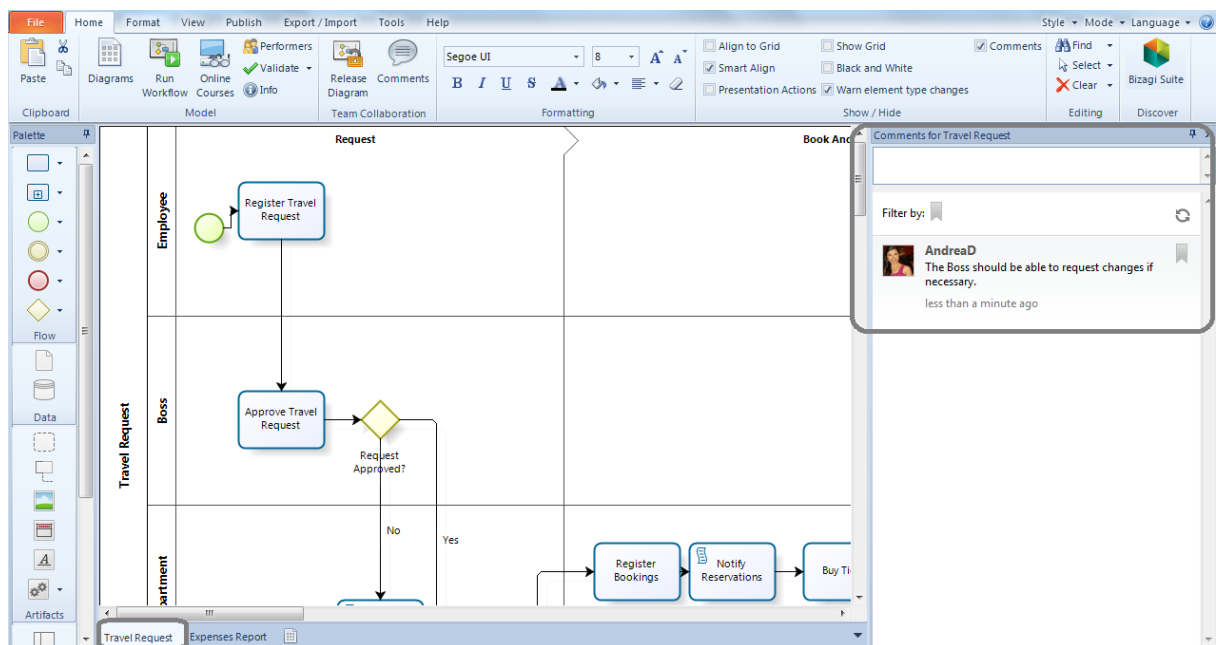 File Home Format View Publish Export / Import Tools Help Style Mode Language
Paste
Clipboard
Diagrams
Run
Workflow
Online
Courses
Performers
Validate
Info
Model
Release
Diagram
Comments
Team Collaboration
Segoe UI 8
B I U S A
Formatting
Align to Grid Show Grid Comments
Smart Align Black and White
Presentation Actions Warn element type changes
Show / Hide
Find
Select
Clear
Editing
Bizagi Suite
Discover
Palette
Flow
Data
A
Artifacts
Request
Book And
Travel Request
Employee
Register Travel
Request
Boss
Approve Travel
Request
Request
Approved?
No
Yes
Register
Bookings
Notify
Reservations
Travel Request Expenses Report
Comments for Travel Request
Filter by:
AndreaD
The Boss should be able to request changes if
necessary.
less than a minute ago